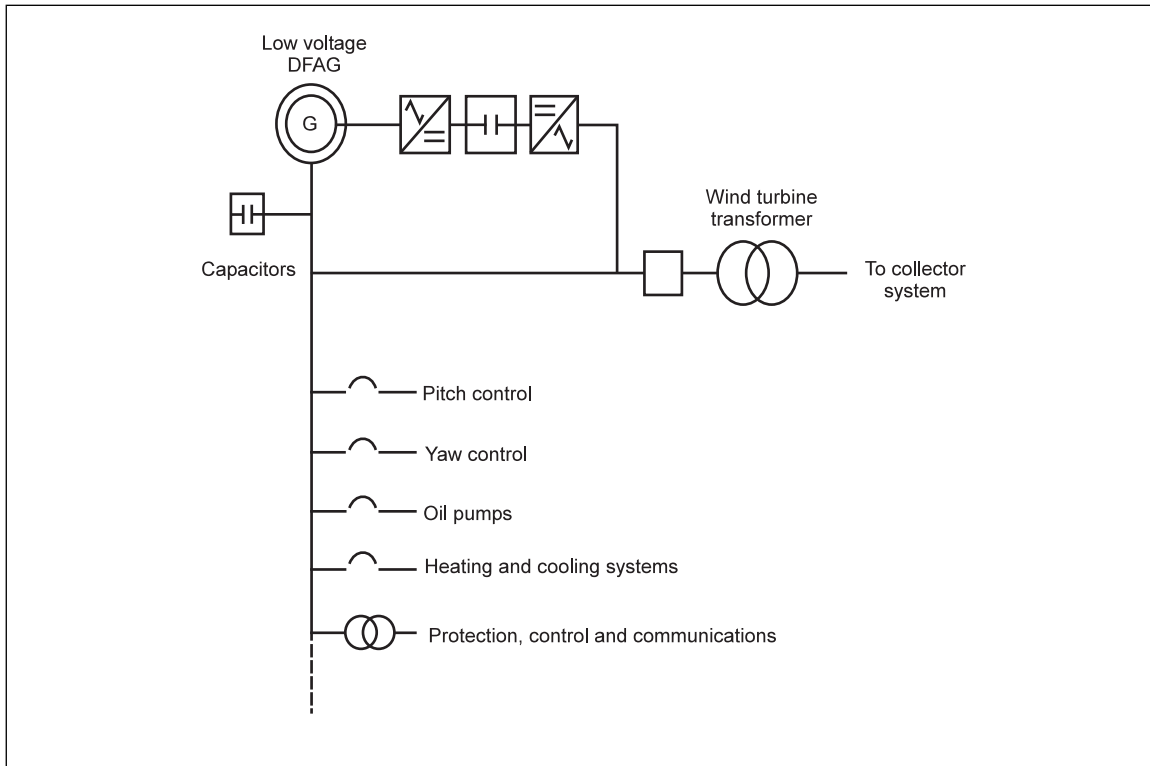 Low voltage
DFAG
G
Capacitors
Wind turbine
transformer
To collector
system
Pitch control
Yaw control
Oil pumps
Heating and cooling systems
Protection, control and communications